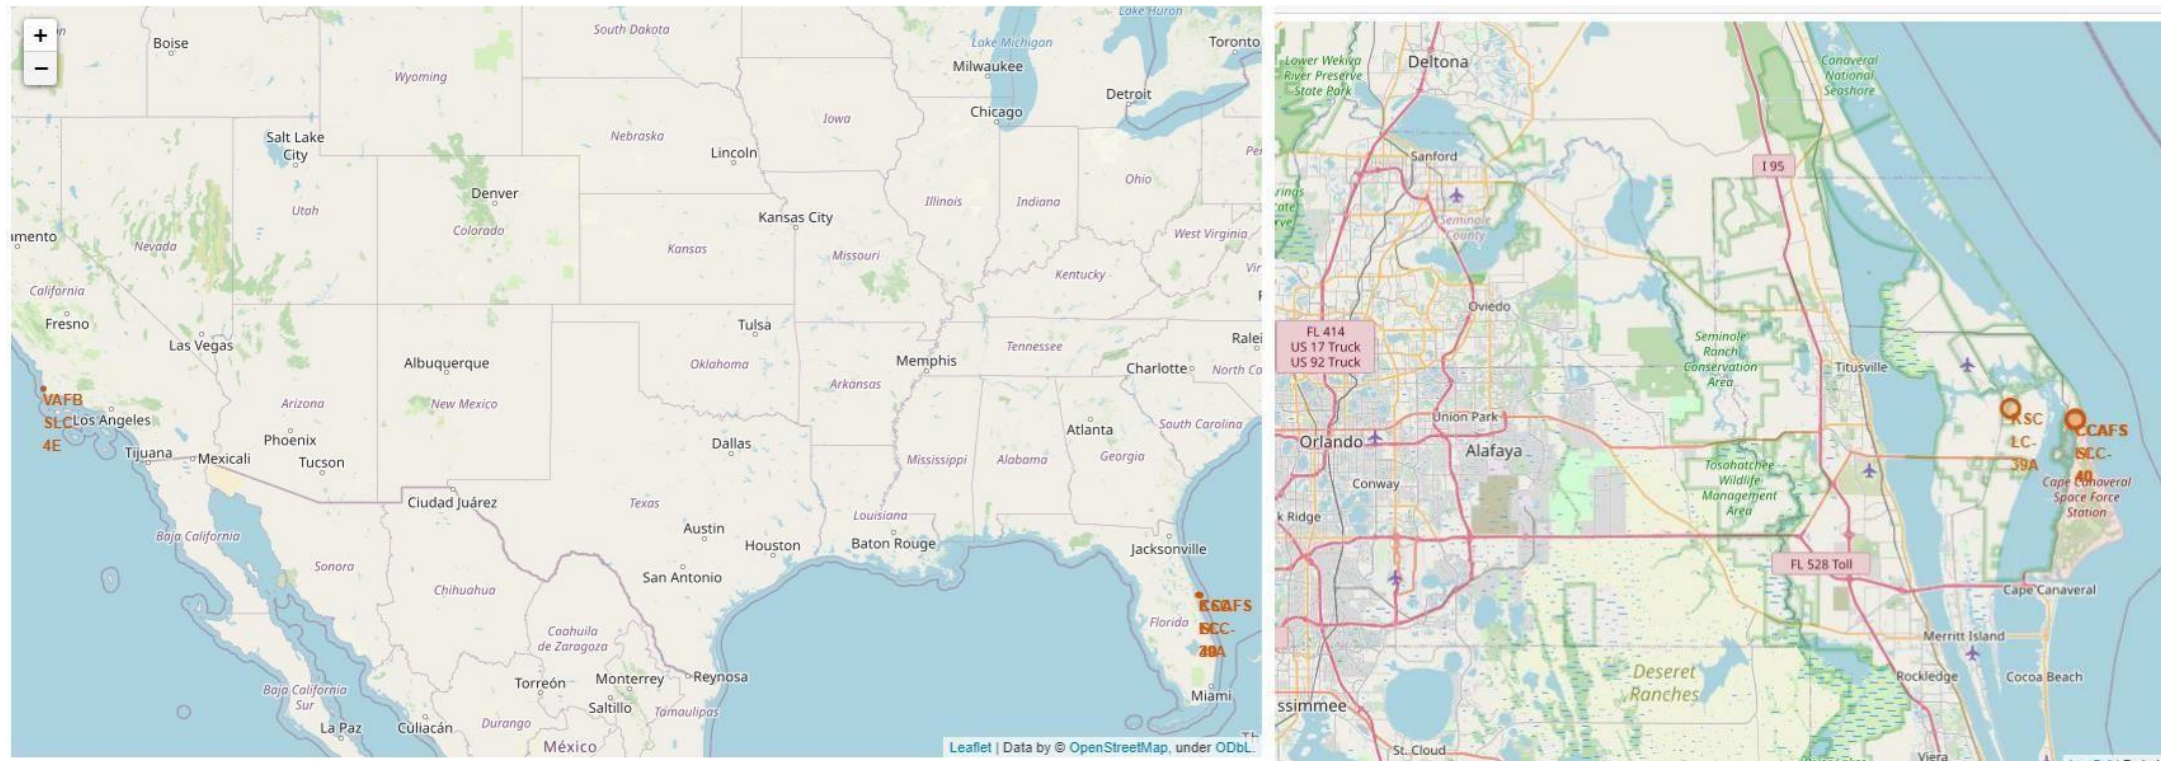 +
−
Boise
South Dakota
Lake Huron
Toronto
Lake Michigan
Milwaukee
Wyoming
Detroit
Chicago
Iowa
Nebraska
Salt Lake
City
Lincoln
Ohio
Denver
Illinois
Indiana
Utah
Kansas City
Colorado
West Virginia
Nevada
Kansas
Missouri
Kentucky
California
Fresno
Tulsa
Las Vegas
Tennessee
Albuquerque
Memphis
Oklahoma
Charlotte
Arkansas
VAFB
SLC-
4E
Los Angeles
Arizona
New Mexico
Atlanta
South Carolina
Phoenix
Dallas
Tijuana
Mexicali
Tucson
Mississippi
Alabama
Georgia
Ciudad Juárez
Texas
Louisiana
Austin
Baja California
Houston
Baton Rouge
Jacksonville
Sonora
San Antonio
Chihuahua
Florida
Coahuila
de Zaragoza
Torreón
Monterrey
Reynosa
Baja California
Sur
Miami
Saltillo
La Paz
Culiacán
Durango
Tamaulipas
México
Leaflet | Data by © OpenStreetMap, under ODbL.
Lower Wekiva
River Preserve
State Park
Deltona
Canaveral
National
Seashore
Sanford
I 95
Seminole
County
Oviedo
FL 414
US 17 Truck
US 92 Truck
Seminole
Ranch
Conservation
Area
Titusville
Union Park
KSC
LC-
39A
CCAFS
Orlando
Alafaya
Tosohatchee
Wildlife
Management
Area
Conway
Cape Canaveral
Space Force
Station
FL 528 Toll
Cape Canaveral
Merritt Island
Deseret
Ranches
Rockledge
Cocoa Beach
St. Cloud
Viera